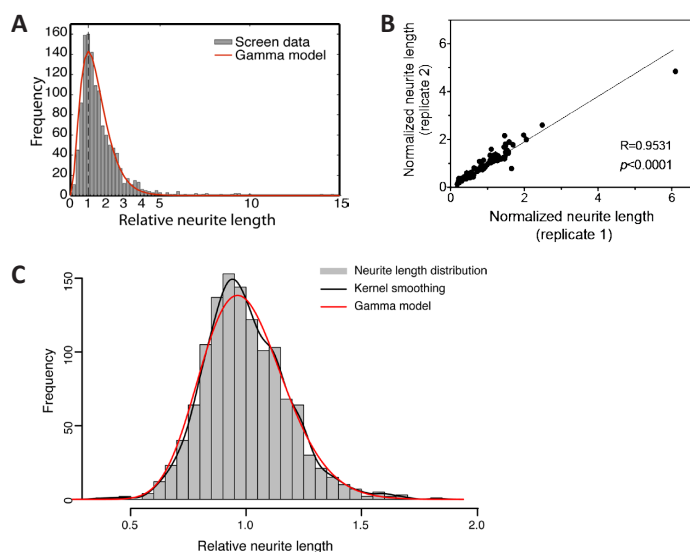 A
160
140
120
100
80
60
40
20
0
0
1
2
3
4
5
10
15
Frequency
Relative neurite length
Screen data
Gamma model
B
6
4
2
0
0
2
4
6
Normalized neurite length
(replicate 2)
R=0.9531
p<0.0001
Normalized neurite length
(replicate 1)
C
150
100
50
0
0.5
1.0
1.5
2.0
Frequency
Relative neurite length
Neurite length distribution
Kernel smoothing
Gamma model